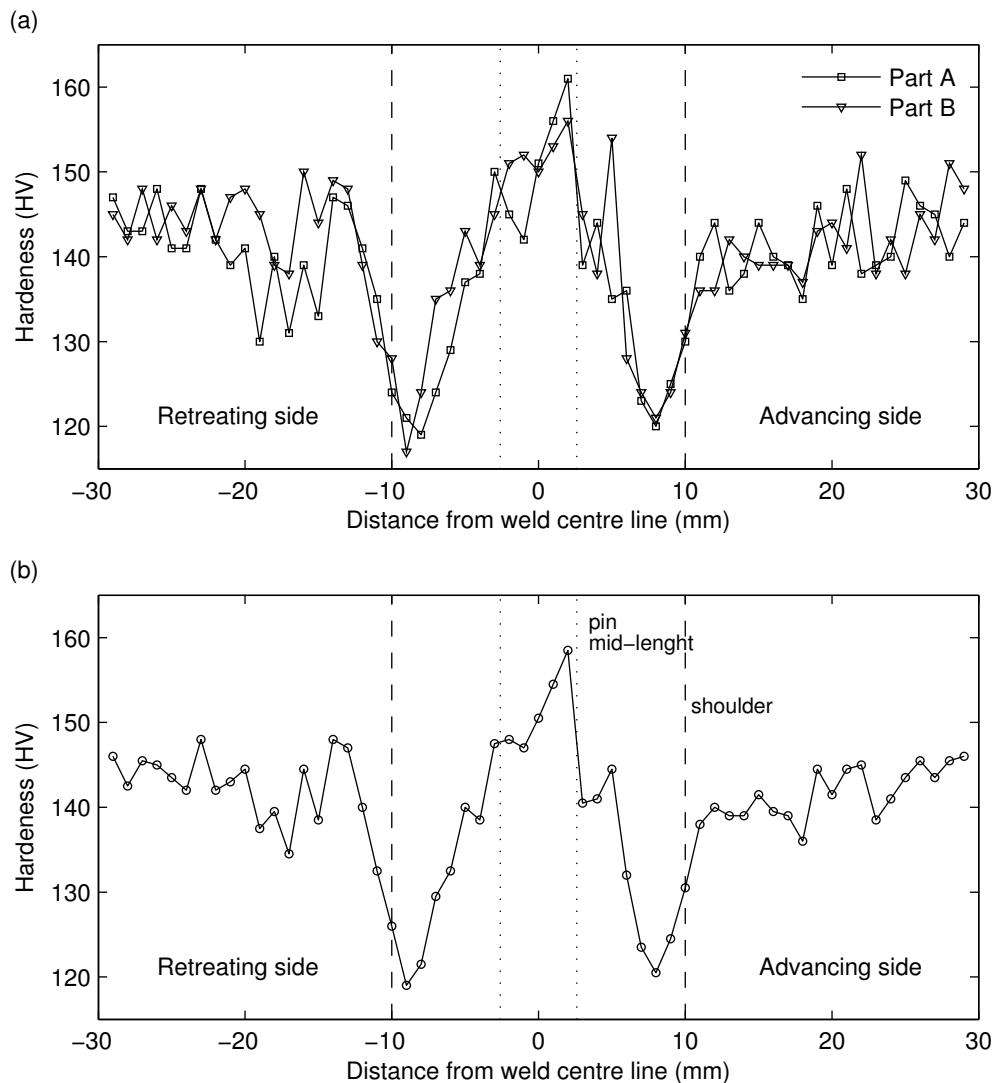 (a)
160
150
140
130
120
Hardeness (HV)
Part A
Part B
Retreating side
Advancing side
−30
−20
−10
0
10
20
30
Distance from weld centre line (mm)
(b)
160
150
140
130
120
Hardeness (HV)
pin
mid−lenght
shoulder
Retreating side
Advancing side
−30
−20
−10
0
10
20
30
Distance from weld centre line (mm)